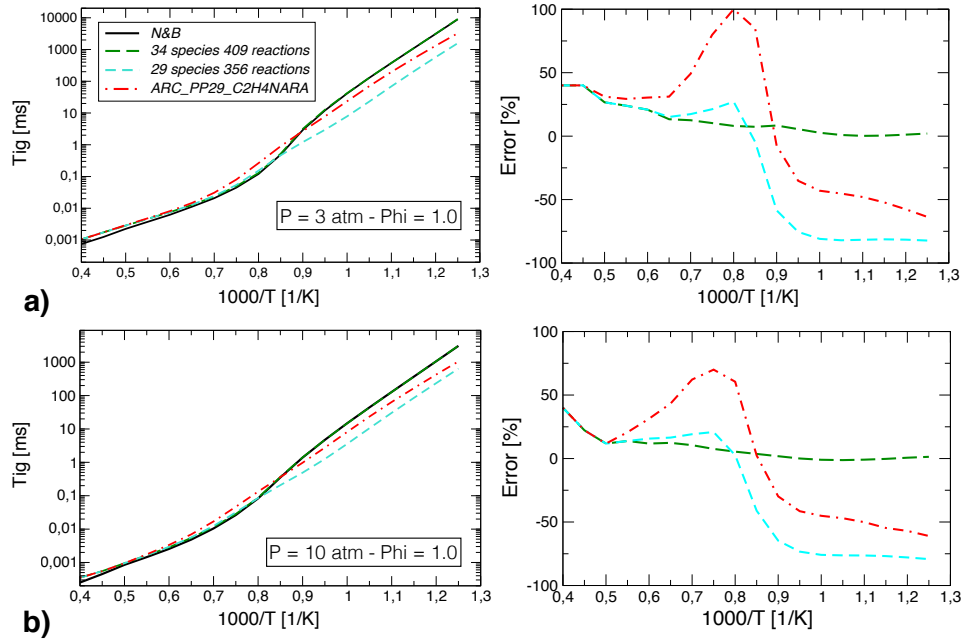 10000
1000
100
10
1
0,1
0,01
0,001
Tig [ms]
N&B
34 species 409 reactions
29 species 356 reactions
ARC_PP29_C2H4NARA
P = 3 atm - Phi = 1.0
0,4 0,5 0,6 0,7 0,8 0,9 1 1,1 1,2 1,3
1000/T [1/K]
a)
100
50
0
-50
-100
Error [%]
0,4 0,5 0,6 0,7 0,8 0,9 1 1,1 1,2 1,3
1000/T [1/K]
1000
100
10
1
0,1
0,01
0,001
Tig [ms]
P = 10 atm - Phi = 1.0
0,4 0,5 0,6 0,7 0,8 0,9 1 1,1 1,2 1,3
1000/T [1/K]
b)
100
50
0
-50
-100
Error [%]
0,4 0,5 0,6 0,7 0,8 0,9 1 1,1 1,2 1,3
1000/T [1/K]